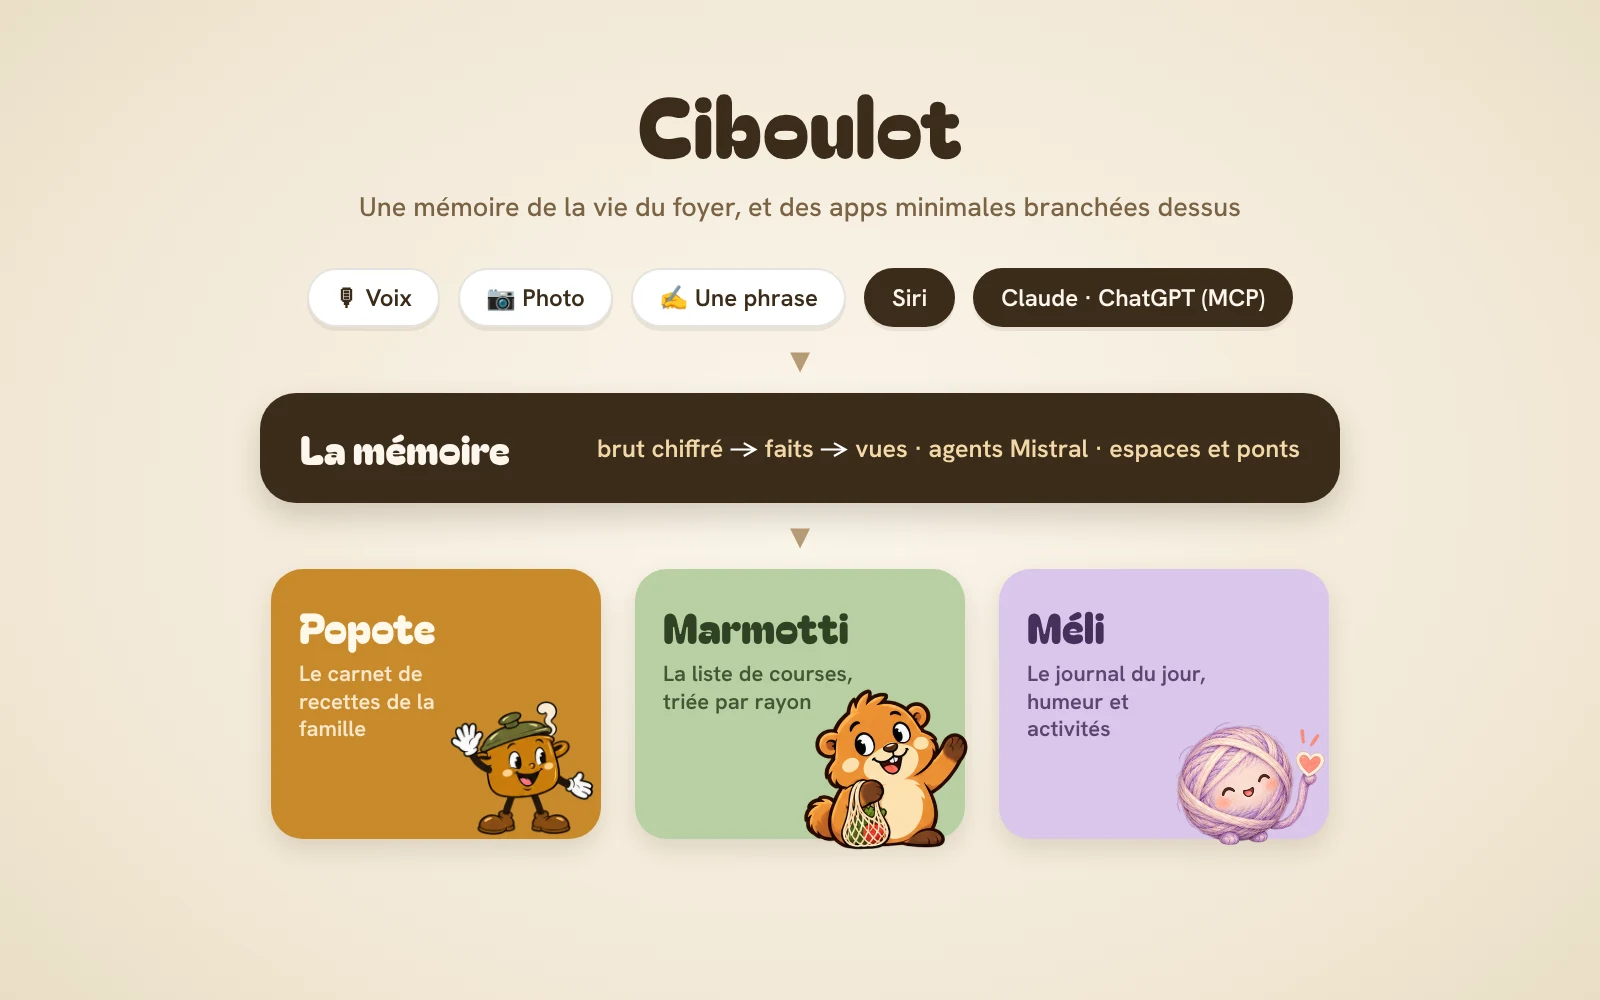 Ciboulot
Une mémoire de la vie du foyer, et des apps minimales branchées dessus
🎙 Voix
📷 Photo
✍️ Une phrase
Siri
Claude · ChatGPT (MCP)
▼
La mémoire
brut chiffré → faits → vues · agents Mistral · espaces et ponts
▼
Popote
Le carnet de
recettes de la
famille
Marmotti
La liste de courses,
triée par rayon
Méli
Le journal du jour,
humeur et
activités